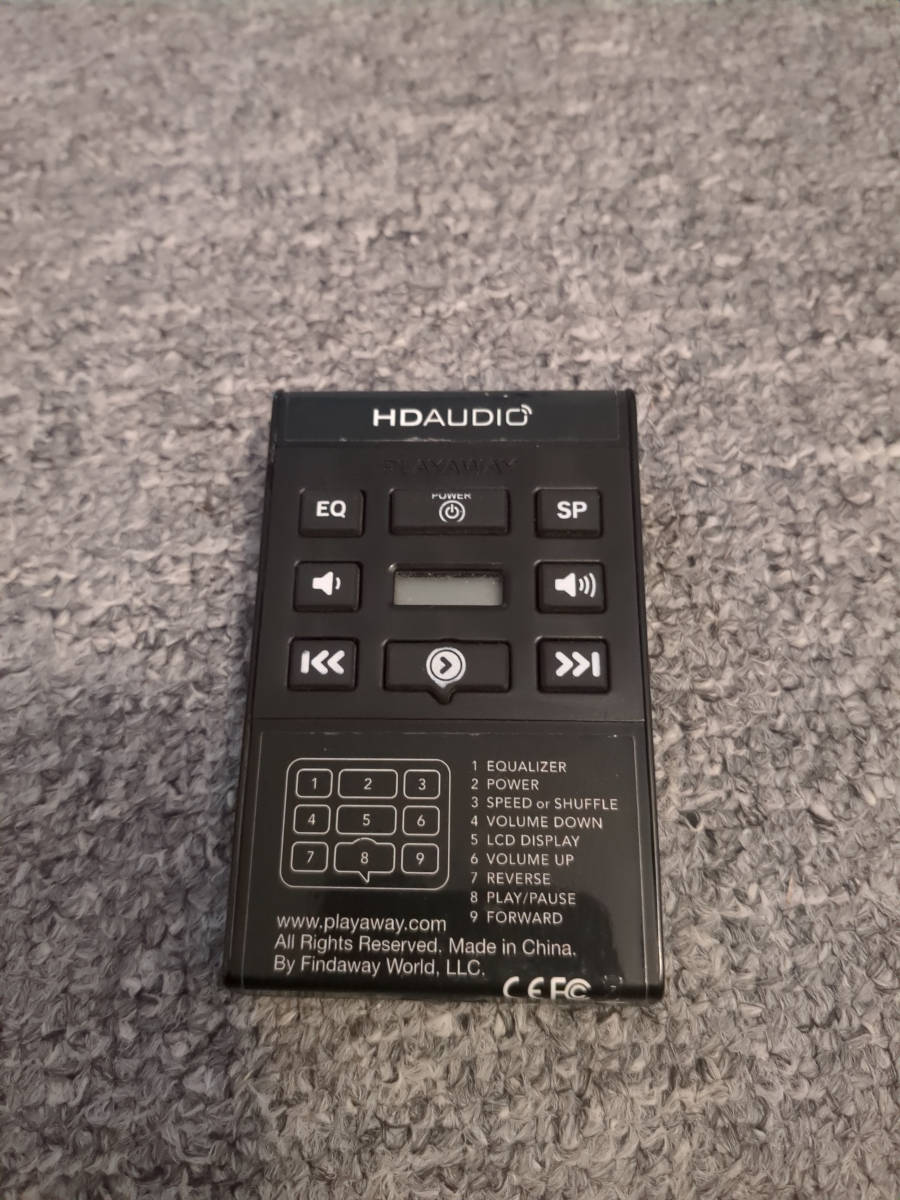 HDAUDIO
PLAYAWAY
EQ POWER SP
1 2 3
4 5 6
7 8 9
1 EQUALIZER
2 POWER
3 SPEED or SHUFFLE
4 VOLUME DOWN
5 LCD DISPLAY
6 VOLUME UP
7 REVERSE
8 PLAY/PAUSE
9 FORWARD
www.playaway.com
All Rights Reserved. Made in China.
By Findaway World, LLC.
CE FC